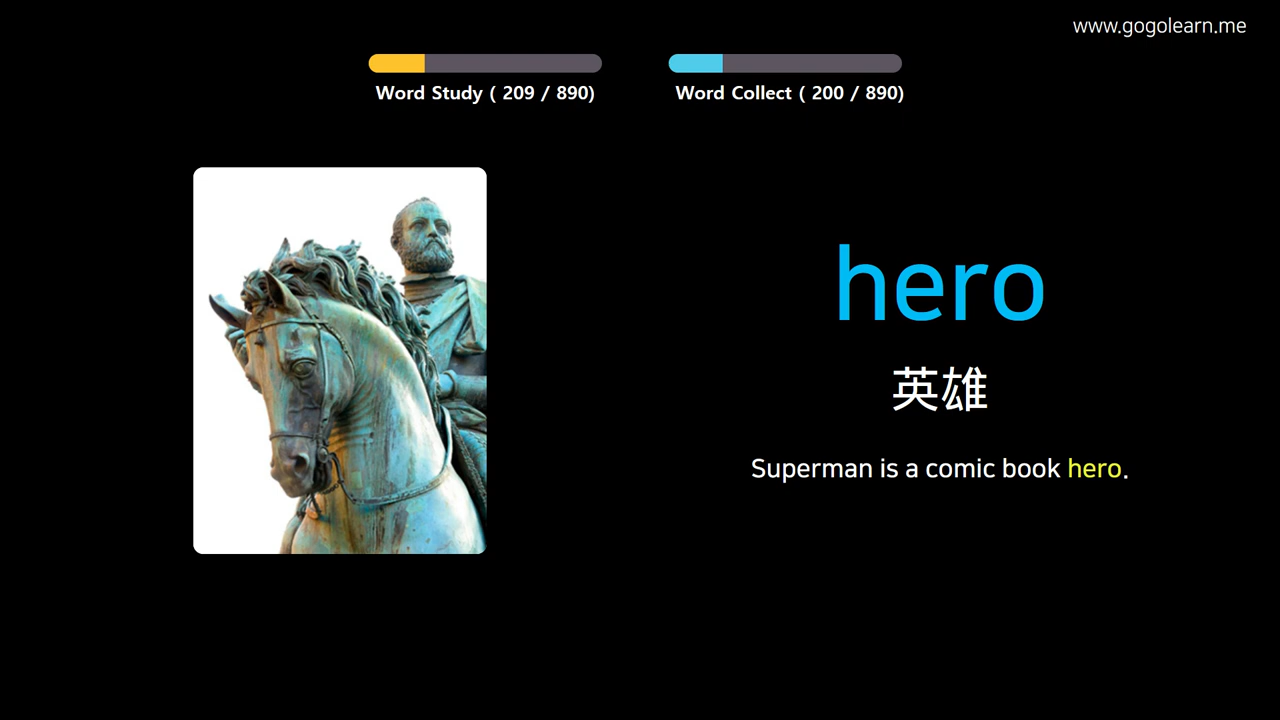 www.gogolearn.me
Word Study ( 209 / 890)
Word Collect ( 200 / 890)
hero
英雄
Superman is a comic book hero.